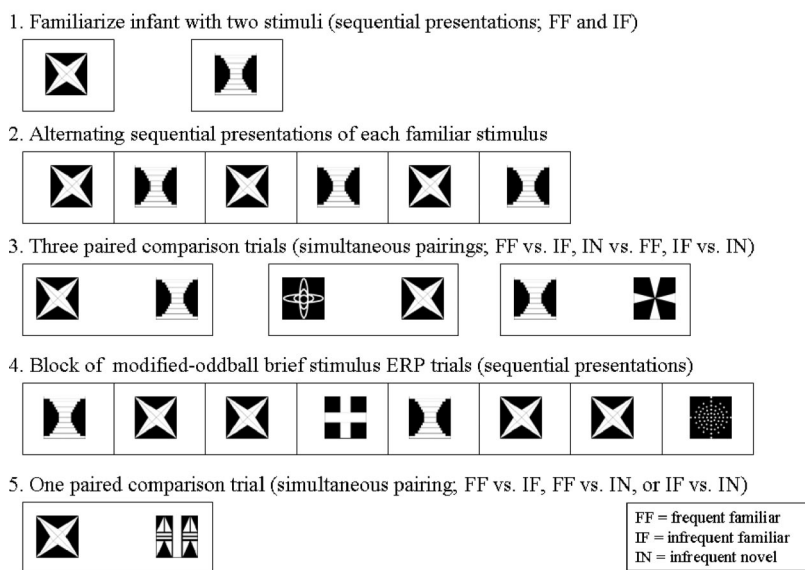 1. Familiarize infant with two stimuli (sequential presentations; FF and IF)
2. Alternating sequential presentations of each familiar stimulus
3. Three paired comparison trials (simultaneous pairings; FF vs. IF, IN vs. FF, IF vs. IN)
4. Block of modified-oddball brief stimulus ERP trials (sequential presentations)
5. One paired comparison trial (simultaneous pairing; FF vs. IF, FF vs. IN, or IF vs. IN)
FF = frequent familiar
IF = infrequent familiar
IN = infrequent novel